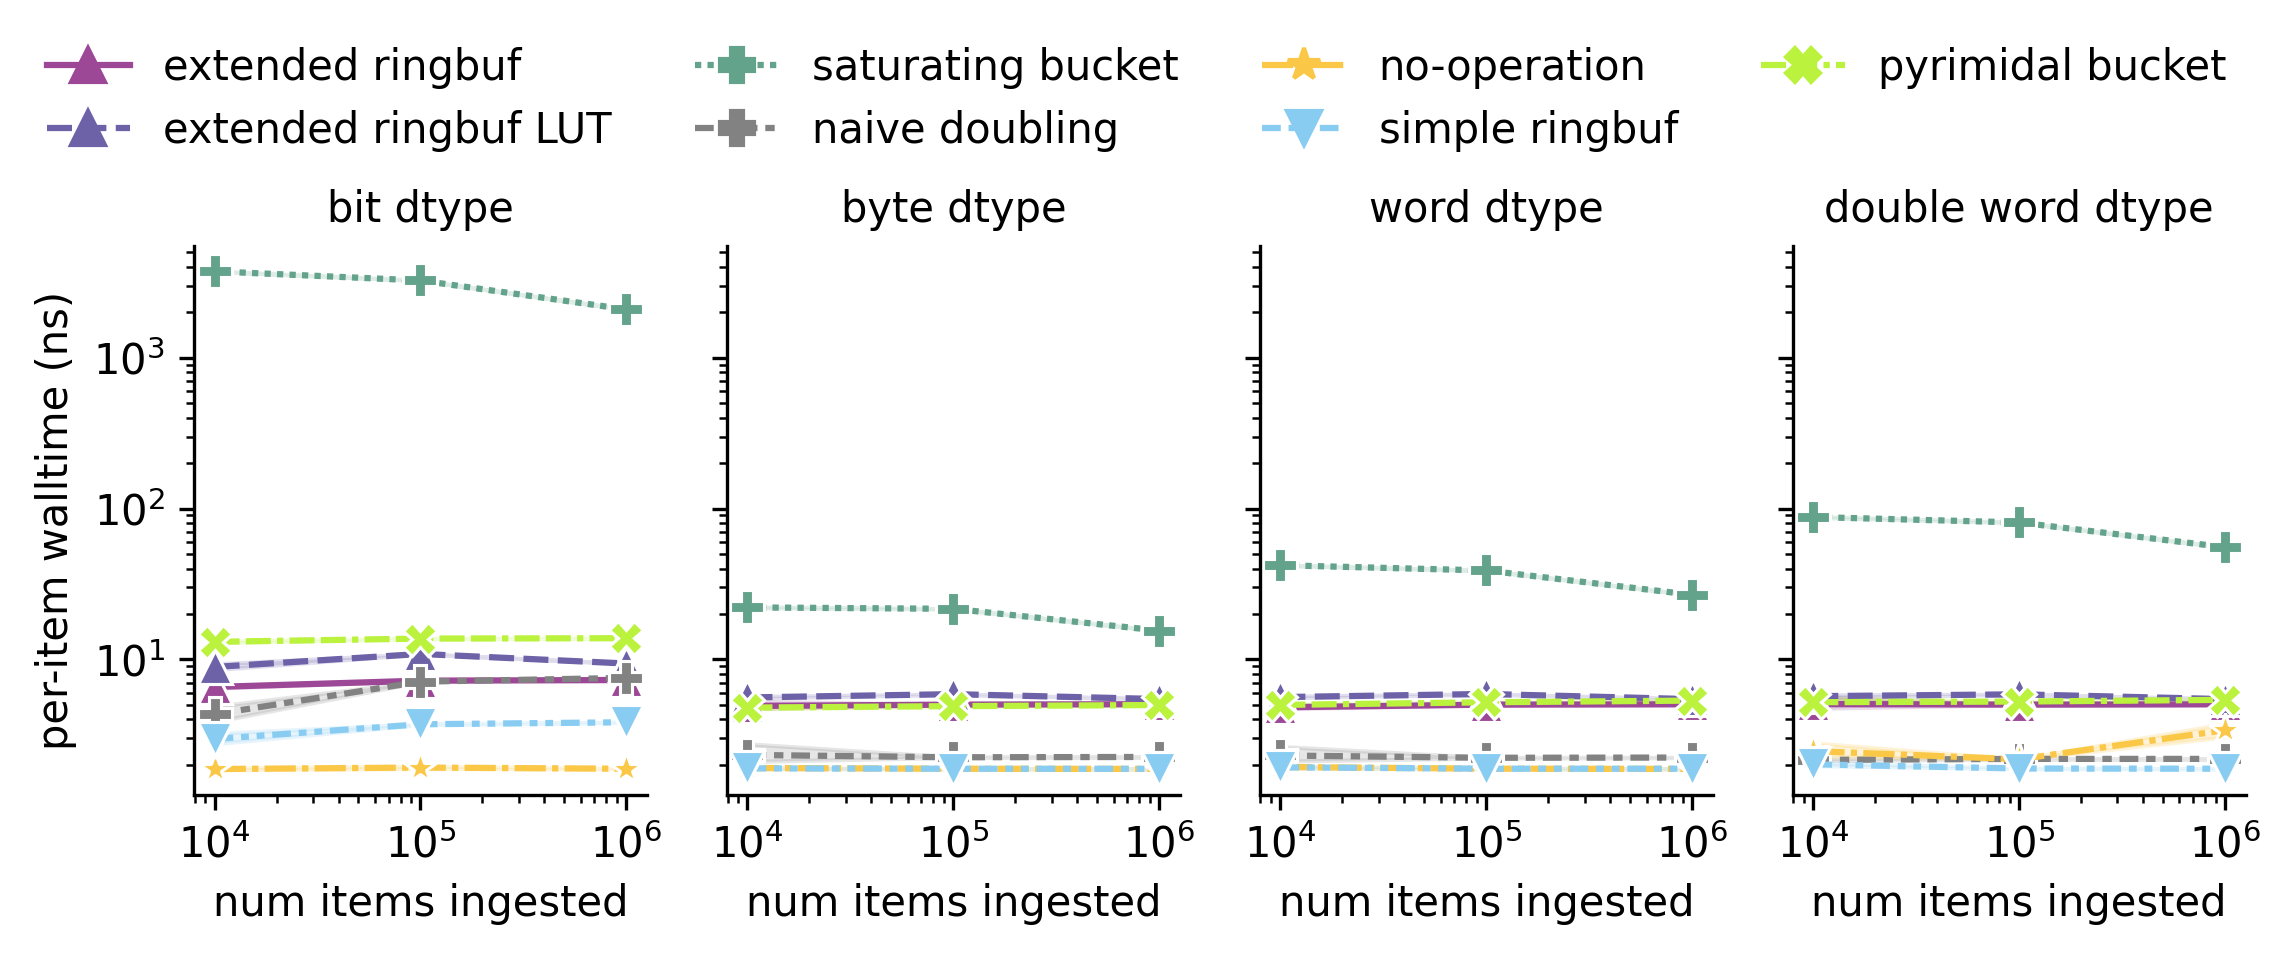 extended ringbuf
saturating bucket
no-operation
pyrimidal bucket
extended ringbuf LUT
naive doubling
simple ringbuf
bit dtype
byte dtype
word dtype
double word dtype
per-item walltime (ns)
10³
10²
10¹
10⁴ 10⁵ 10⁶
10⁴ 10⁵ 10⁶
10⁴ 10⁵ 10⁶
10⁴ 10⁵ 10⁶
num items ingested
num items ingested
num items ingested
num items ingested